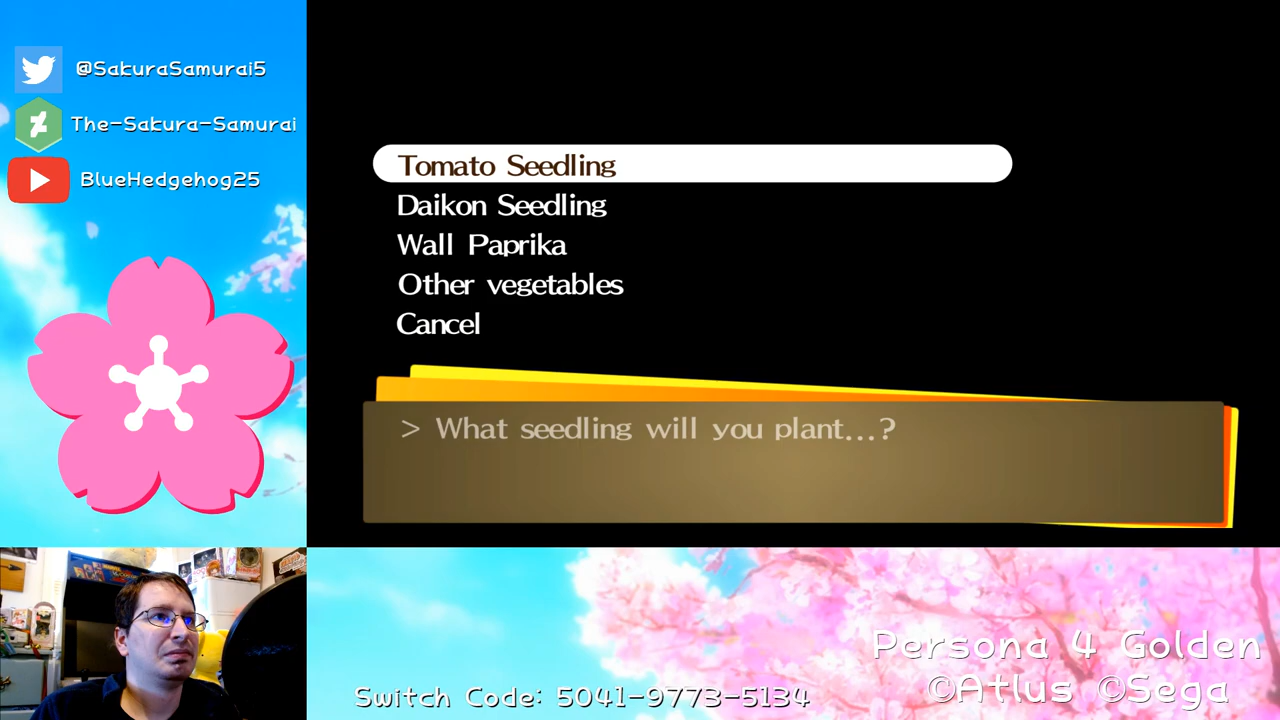 @SakuraSamurai5
The-Sakura-Samurai
BlueHedgehog25
Tomato Seedling
Daikon Seedling
Wall Paprika
Other vegetables
Cancel
> What seedling will you plant...?
Persona 4 Golden
©Atlus ©Sega
Switch Code: 5041-9773-5134